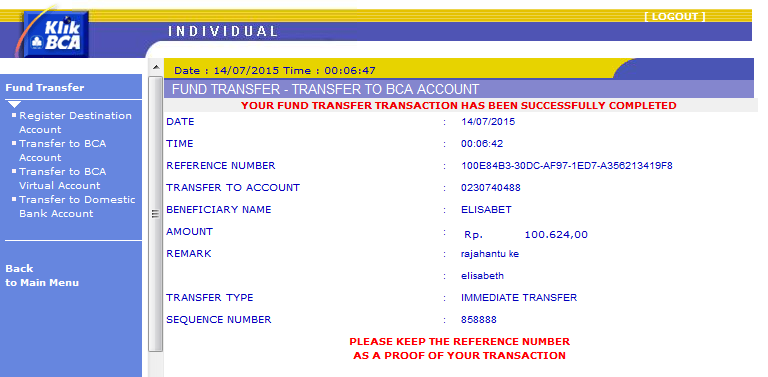 [ LOGOUT ]
Klik
BCA
INDIVIDUAL
Date : 14/07/2015 Time : 00:06:47
Fund Transfer
Register Destination
Account
Transfer to BCA
Account
Transfer to BCA
Virtual Account
Transfer to Domestic
Bank Account
Back
to Main Menu
FUND TRANSFER - TRANSFER TO BCA ACCOUNT
YOUR FUND TRANSFER TRANSACTION HAS BEEN SUCCESSFULLY COMPLETED
DATE : 14/07/2015
TIME : 00:06:42
REFERENCE NUMBER : 100E84B3-30DC-AF97-1ED7-A356213419F8
TRANSFER TO ACCOUNT : 0230740488
BENEFICIARY NAME : ELISABET
AMOUNT : Rp. 100.624,00
REMARK : rajahantu ke
: elisabeth
TRANSFER TYPE : IMMEDIATE TRANSFER
SEQUENCE NUMBER : 858888
PLEASE KEEP THE REFERENCE NUMBER
AS A PROOF OF YOUR TRANSACTION